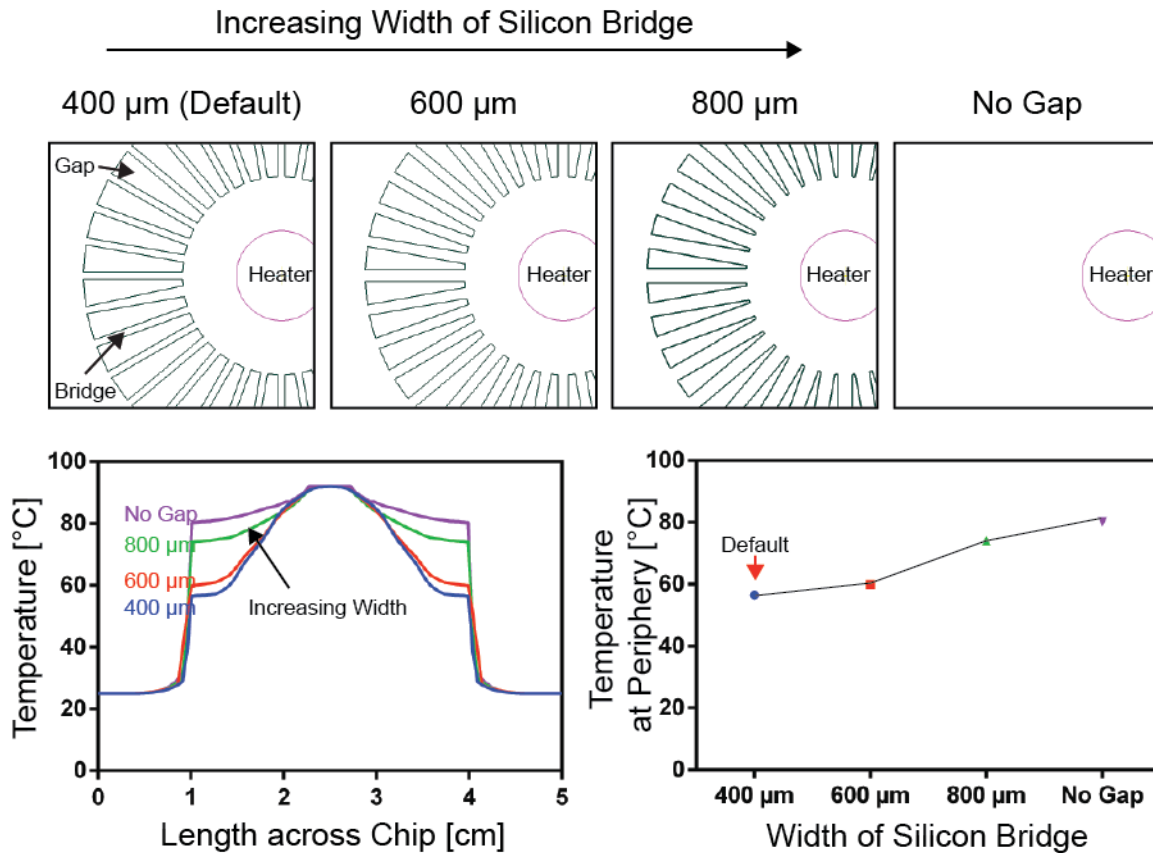 Increasing Width of Silicon Bridge
400 µm (Default)
600 µm
800 µm
No Gap
Gap
Bridge
Heater
Heater
Heater
Heater
Temperature [°C]
100
80
60
40
20
0
No Gap
800 µm
600 µm
400 µm
Increasing Width
0
1
2
3
4
5
Length across Chip [cm]
Temperature
at Periphery [°C]
100
80
60
40
20
0
Default
400 µm
600 µm
800 µm
No Gap
Width of Silicon Bridge